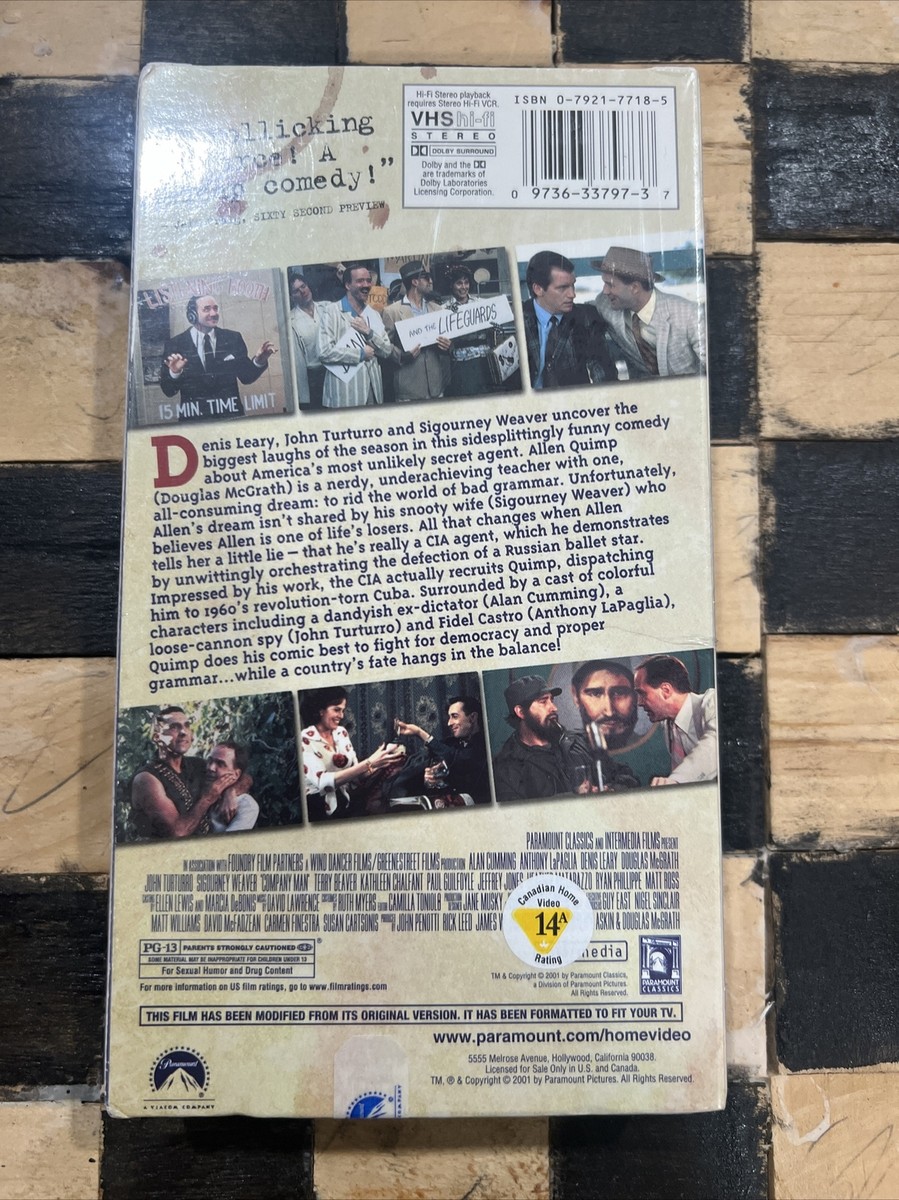 llicking
! A
comedy!”
SIXTY SECOND PREVIEW
Hi-Fi Stereo playback
requires Stereo Hi-Fi VCR.
VHS hi-fi
STEREO
DOLBY SURROUND
Dolby and the
are trademarks of
Dolby Laboratories
Licensing Corporation.
ISBN 0-7921-7718-5
0 9736-33797-3 7
15 MIN. TIME LIMIT
AND THE LIFEGUARDS
Denis Leary, John Turturro and Sigourney Weaver uncover the
biggest laughs of the season in this sidesplittingly funny comedy
about America's most unlikely secret agent. Allen Quimp
(Douglas McGrath) is a nerdy, underachieving teacher with one,
all-consuming dream: to rid the world of bad grammar. Unfortunately,
Allen's dream isn't shared by his snooty wife (Sigourney Weaver) who
believes Allen is one of life's losers. All that changes when Allen
tells her a little lie – that he's really a CIA agent, which he demonstrates
by unwittingly orchestrating the defection of a Russian ballet star.
Impressed by his work, the CIA actually recruits Quimp, dispatching
him to 1960's revolution-torn Cuba. Surrounded by a cast of colorful
characters including a dandyish ex-dictator (Alan Cumming), a
loose-cannon spy (John Turturro) and Fidel Castro (Anthony LaPaglia),
Quimp does his comic best to fight for democracy and proper
grammar...while a country's fate hangs in the balance!
PARAMOUNT CLASSICS AND INTERMEDIA FILMS PRESENT
IN ASSOCIATION WITH FOUNDRY FILM PARTNERS & WIND DANCER FILMS/GREENESTREET FILMS PRODUCTION ALAN CUMMING ANTHONY LaPAGLIA DENIS LEARY DOUGLAS McGRATH
JOHN TURTURRO SIGOURNEY WEAVER "COMPANY MAN" TERRY BEAVER KATHLEEN CHALFANT PAUL GUILFOYLE JEFFREY JONES HEATHER MATARAZZO RYAN PHILLIPPE MATT ROSS
ELLEN LEWIS AND MARCIA DeBONIS DAVID LAWRENCE RUTH MYERS CAMILLA TONIOLO JANE MUSKY GUY EAST NIGEL SINCLAIR
MATT WILLIAMS DAVID McFADZEAN CARMEN FINESTRA SUSAN CARTSONIS JOHN PENOTTI RICK LEED JAMES ASKIN & DOUGLAS McGRATH
Canadian Home
Video
14A
Rating
PG-13 PARENTS STRONGLY CAUTIONED
SOME MATERIAL MAY BE INAPPROPRIATE FOR CHILDREN UNDER 13
For Sexual Humor and Drug Content
For more information on US film ratings, go to www.filmratings.com
media
TM & Copyright © 2001 by Paramount Classics,
a Division of Paramount Pictures.
All Rights Reserved.
PARAMOUNT
CLASSICS
THIS FILM HAS BEEN MODIFIED FROM ITS ORIGINAL VERSION. IT HAS BEEN FORMATTED TO FIT YOUR TV.
www.paramount.com/homevideo
Paramount
A VIACOM COMPANY
5555 Melrose Avenue, Hollywood, California 90038.
Licensed for Sale Only in U.S. and Canada.
TM, ® & Copyright © 2001 by Paramount Pictures. All Rights Reserved.